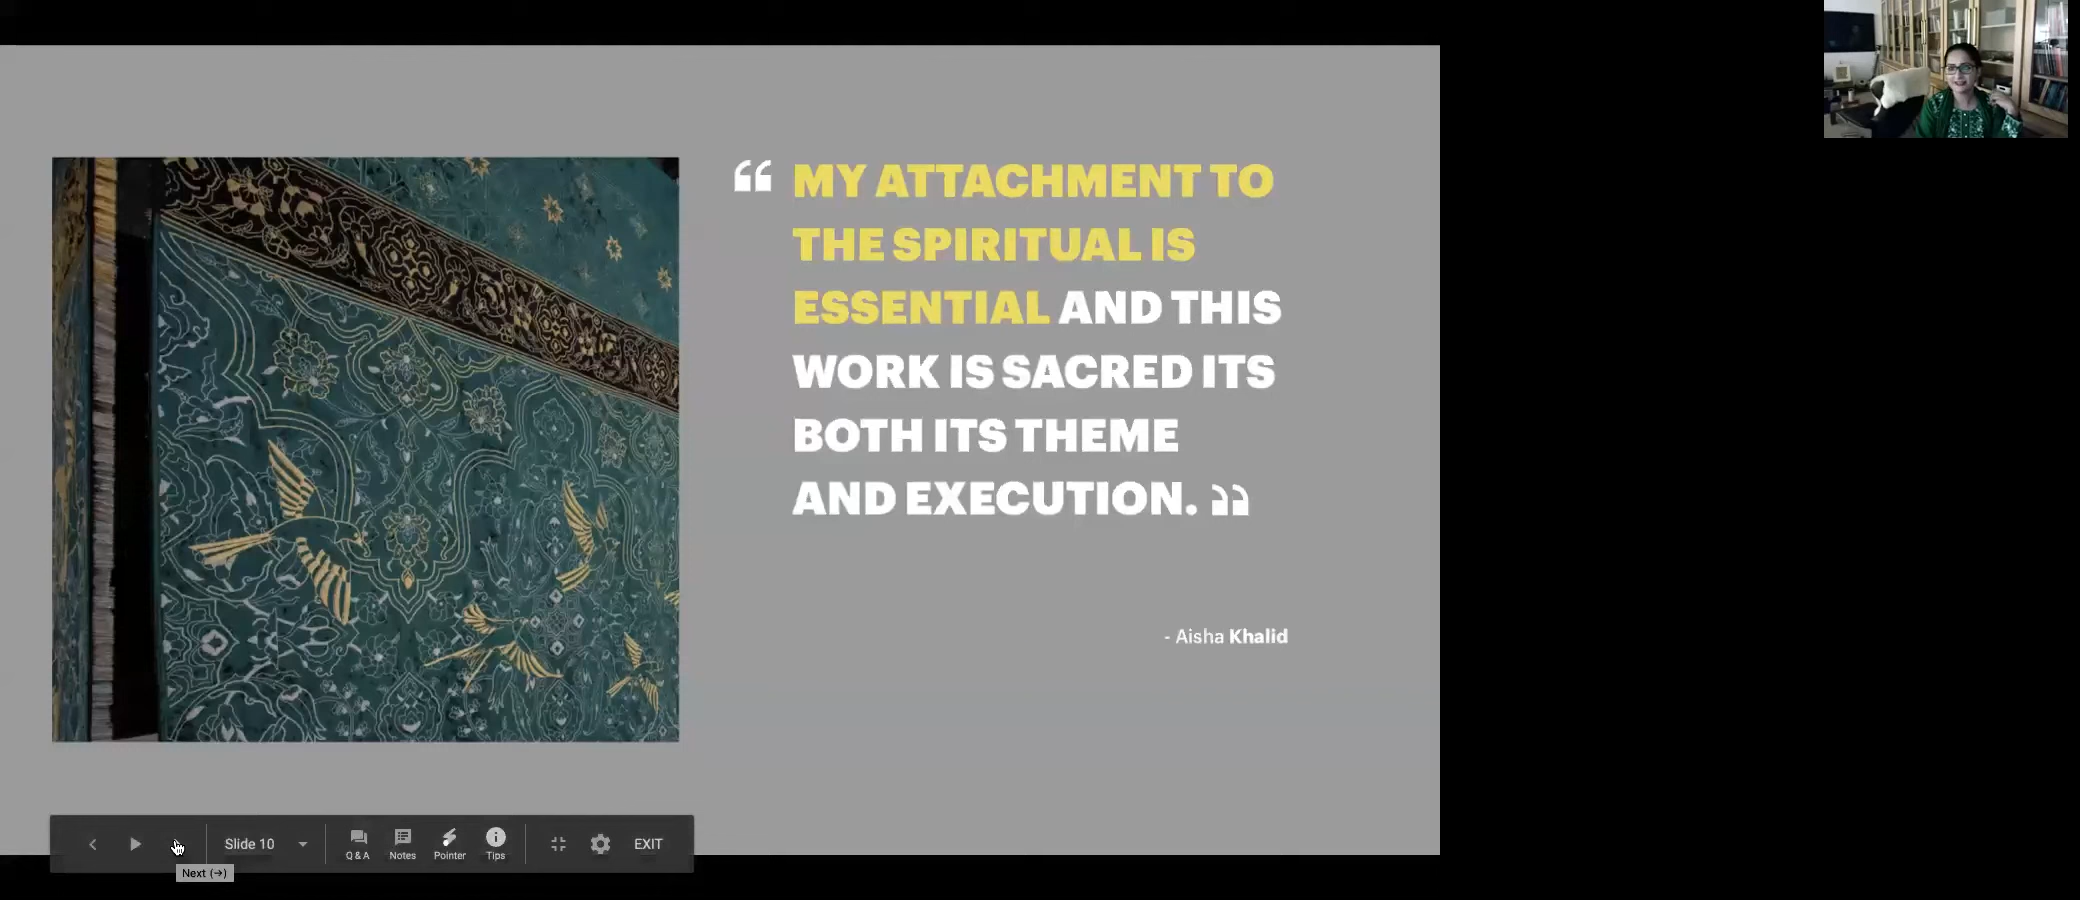 “ MY ATTACHMENT TO
THE SPIRITUAL IS
ESSENTIAL AND THIS
WORK IS SACRED ITS
BOTH ITS THEME
AND EXECUTION. ”
- Aisha Khalid
Slide 10
Q & A
Notes
Pointer
Tips
EXIT
Next (→)